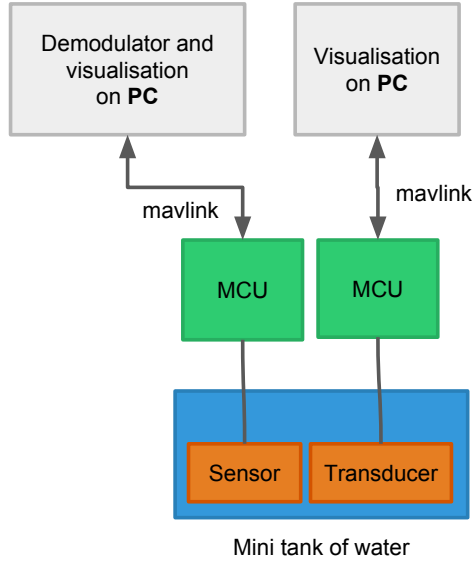 Demodulator and
visualisation
on PC
Visualisation
on PC
mavlink
mavlink
MCU
MCU
Sensor
Transducer
Mini tank of water